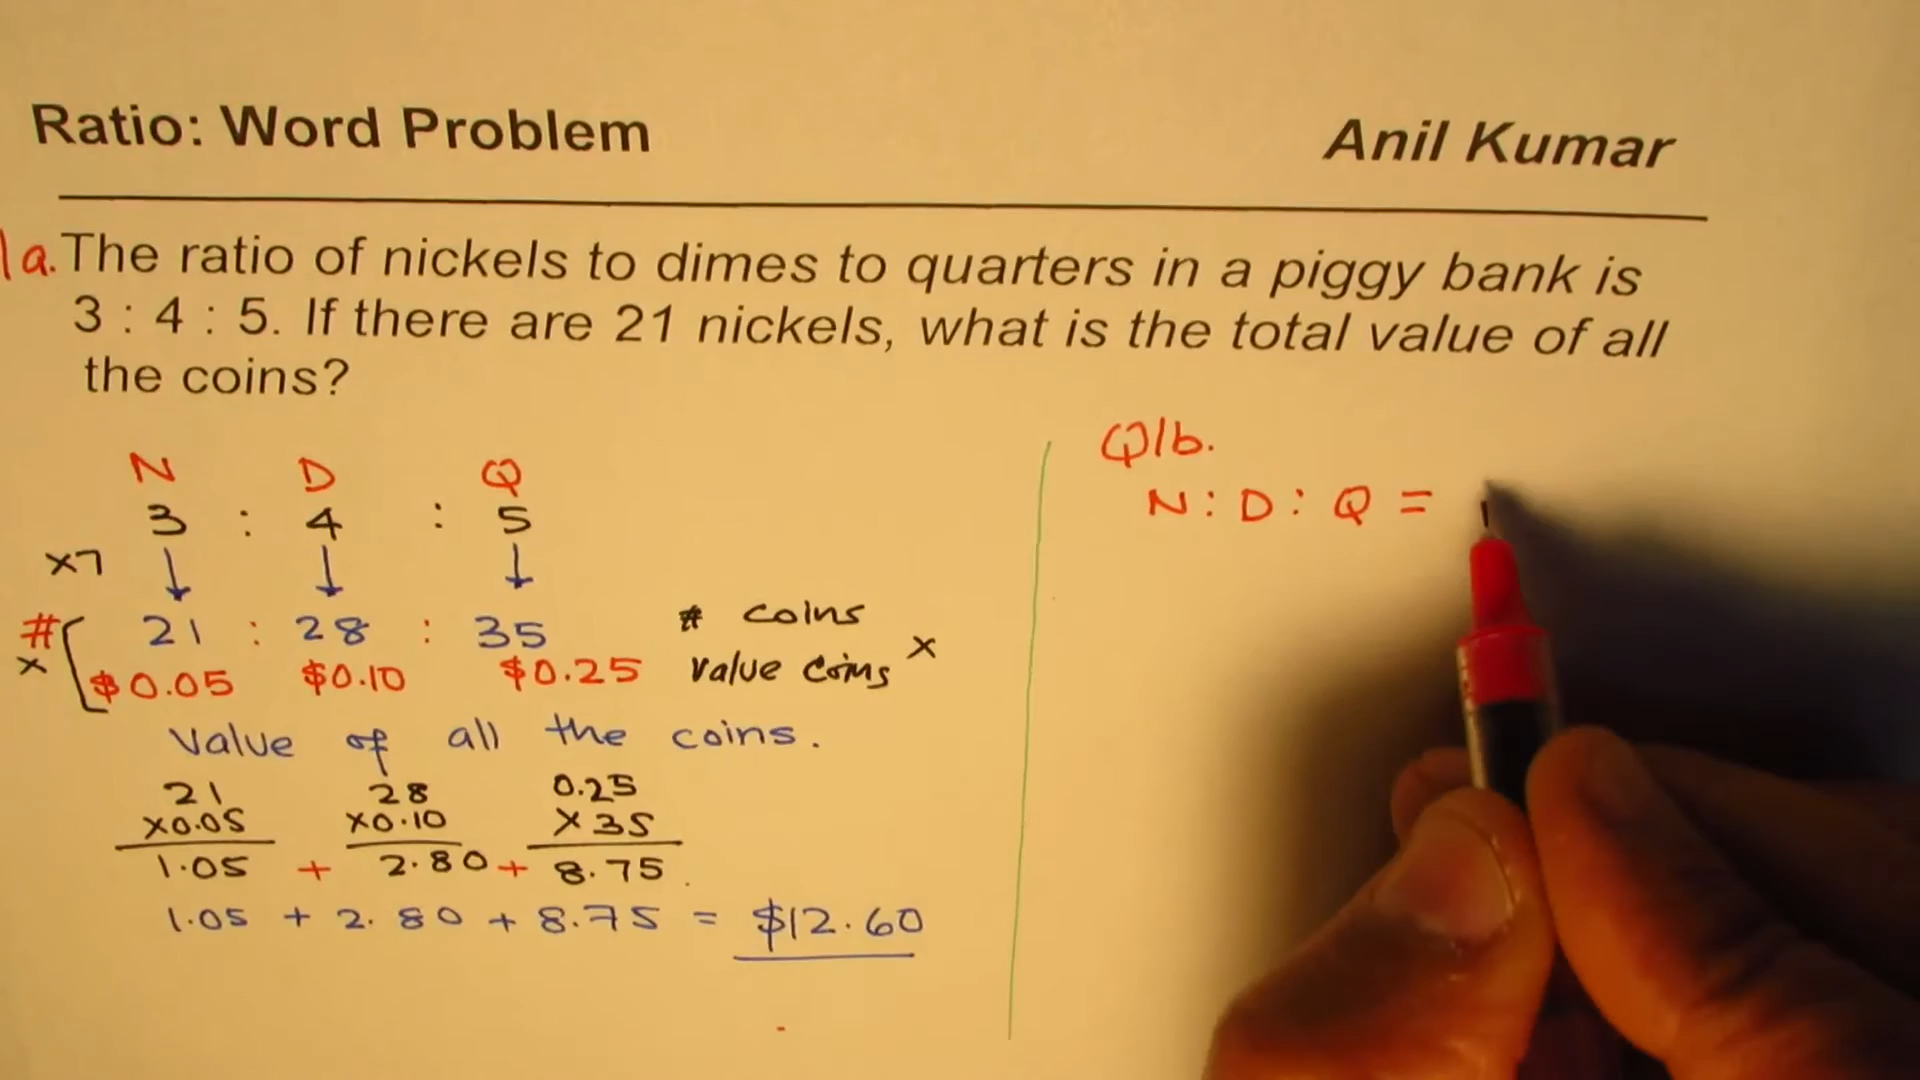 Ratio: Word Problem
Anil Kumar
1a. The ratio of nickels to dimes to quarters in a piggy bank is
3 : 4 : 5. If there are 21 nickels, what is the total value of all
the coins?
N D Q
3 : 4 : 5
×7 ↓ ↓ ↓
# 21 : 28 : 35 # coins
× $0.05 $0.10 $0.25 value coins ×
Value of all the coins.
21 28 0.25
×0.05 ×0.10 ×35
1.05 + 2.80 + 8.75
1.05 + 2.80 + 8.75 = $12.60
Q1b.
N : D : Q =